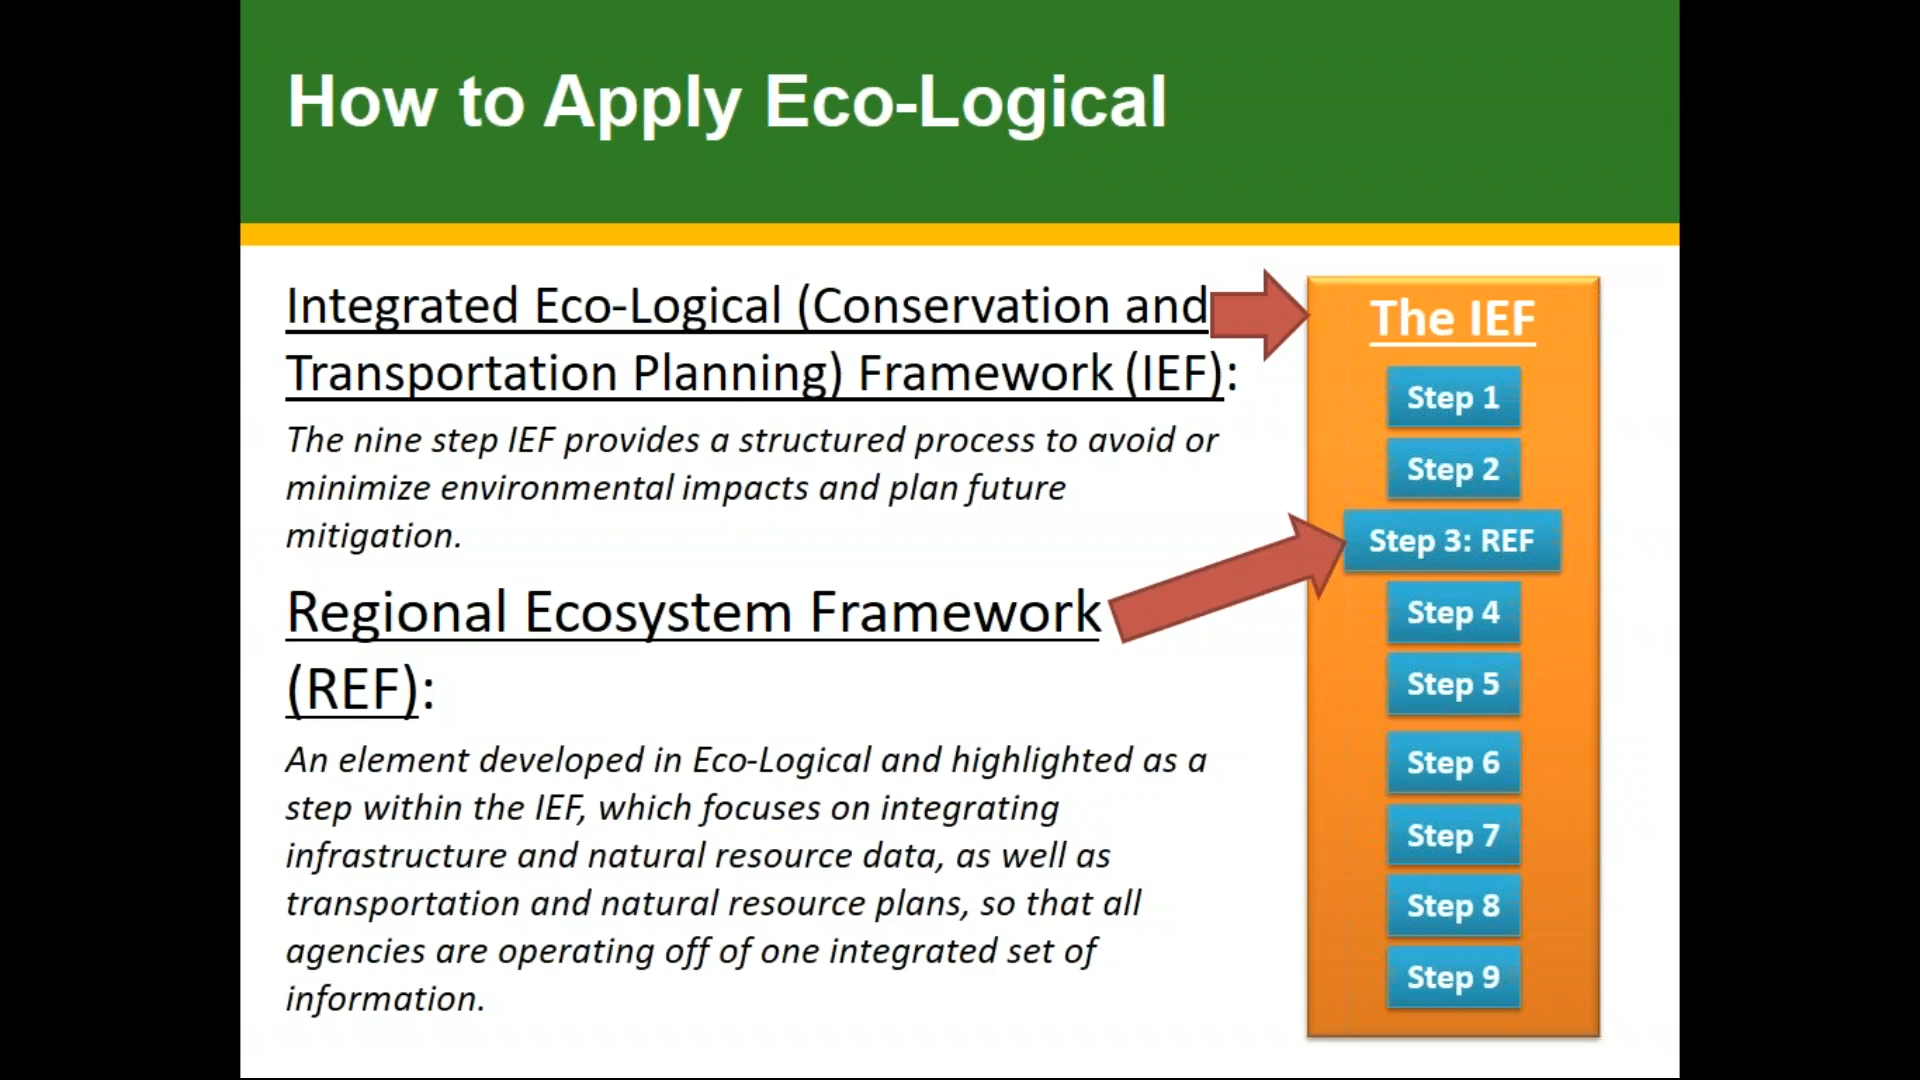 How to Apply Eco-Logical
Integrated Eco-Logical (Conservation and
Transportation Planning) Framework (IEF):
The nine step IEF provides a structured process to avoid or
minimize environmental impacts and plan future
mitigation.
Regional Ecosystem Framework
(REF):
An element developed in Eco-Logical and highlighted as a
step within the IEF, which focuses on integrating
infrastructure and natural resource data, as well as
transportation and natural resource plans, so that all
agencies are operating off of one integrated set of
information.
The IEF
Step 1
Step 2
Step 3: REF
Step 4
Step 5
Step 6
Step 7
Step 8
Step 9